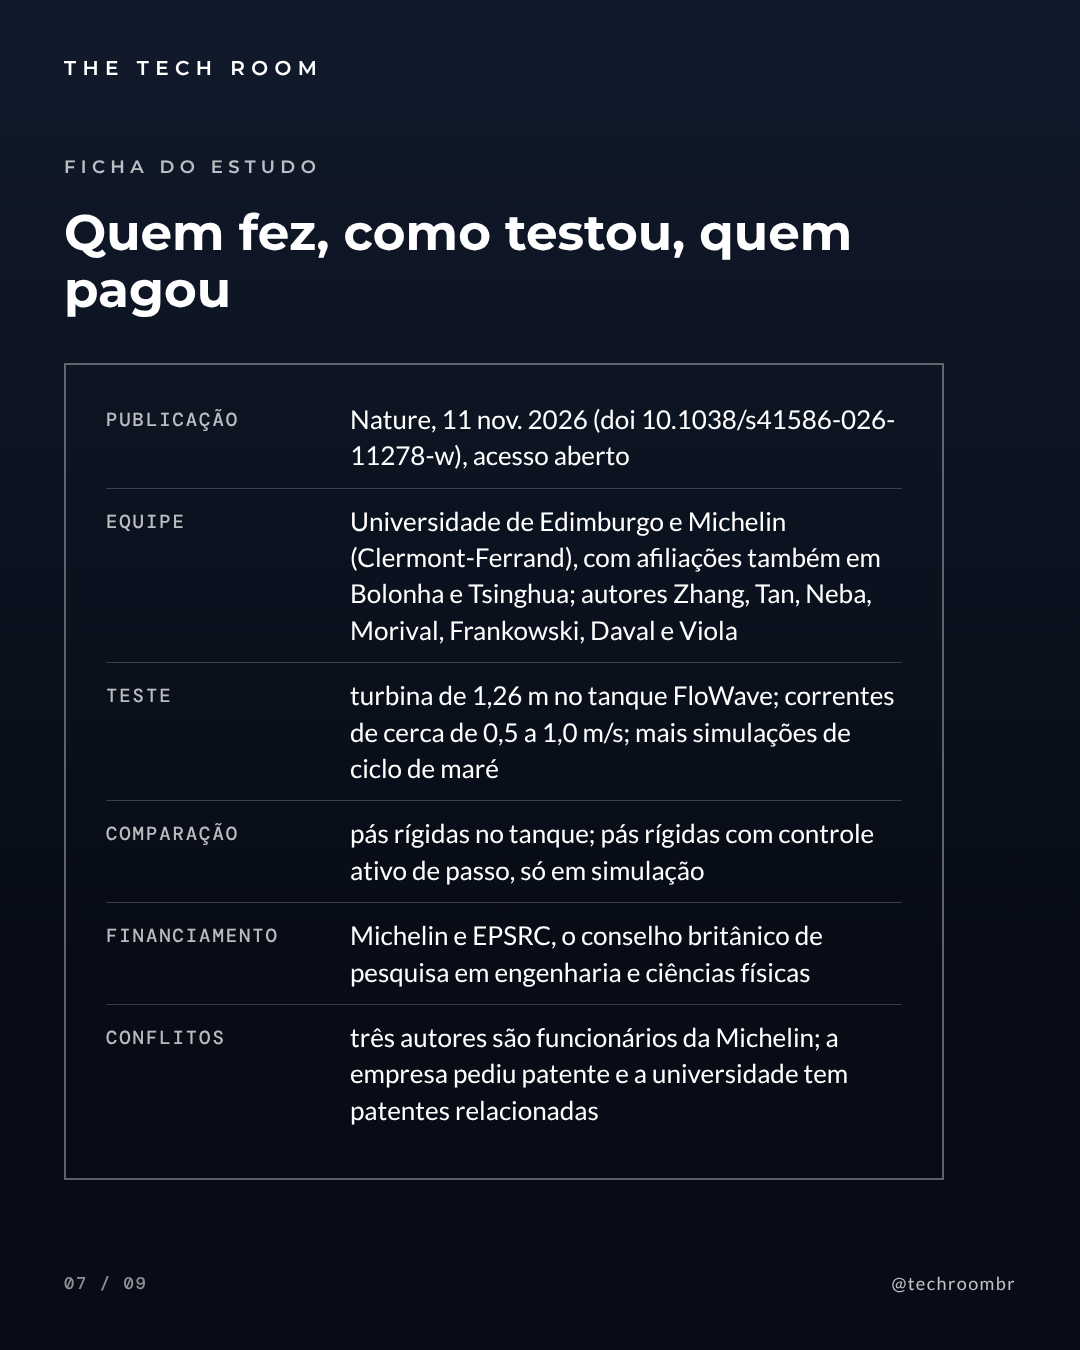 THE TECH ROOM
FICHA DO ESTUDO
Quem fez, como testou, quem
pagou
PUBLICAÇÃO
Nature, 11 nov. 2026 (doi 10.1038/s41586-026-
11278-w), acesso aberto
EQUIPE
Universidade de Edimburgo e Michelin
(Clermont-Ferrand), com afiliações também em
Bolonha e Tsinghua; autores Zhang, Tan, Neba,
Morival, Frankowski, Daval e Viola
TESTE
turbina de 1,26 m no tanque FloWave; correntes
de cerca de 0,5 a 1,0 m/s; mais simulações de
ciclo de maré
COMPARAÇÃO
pás rígidas no tanque; pás rígidas com controle
ativo de passo, só em simulação
FINANCIAMENTO
Michelin e EPSRC, o conselho britânico de
pesquisa em engenharia e ciências físicas
CONFLITOS
três autores são funcionários da Michelin; a
empresa pediu patente e a universidade tem
patentes relacionadas
07 / 09
@techroombr